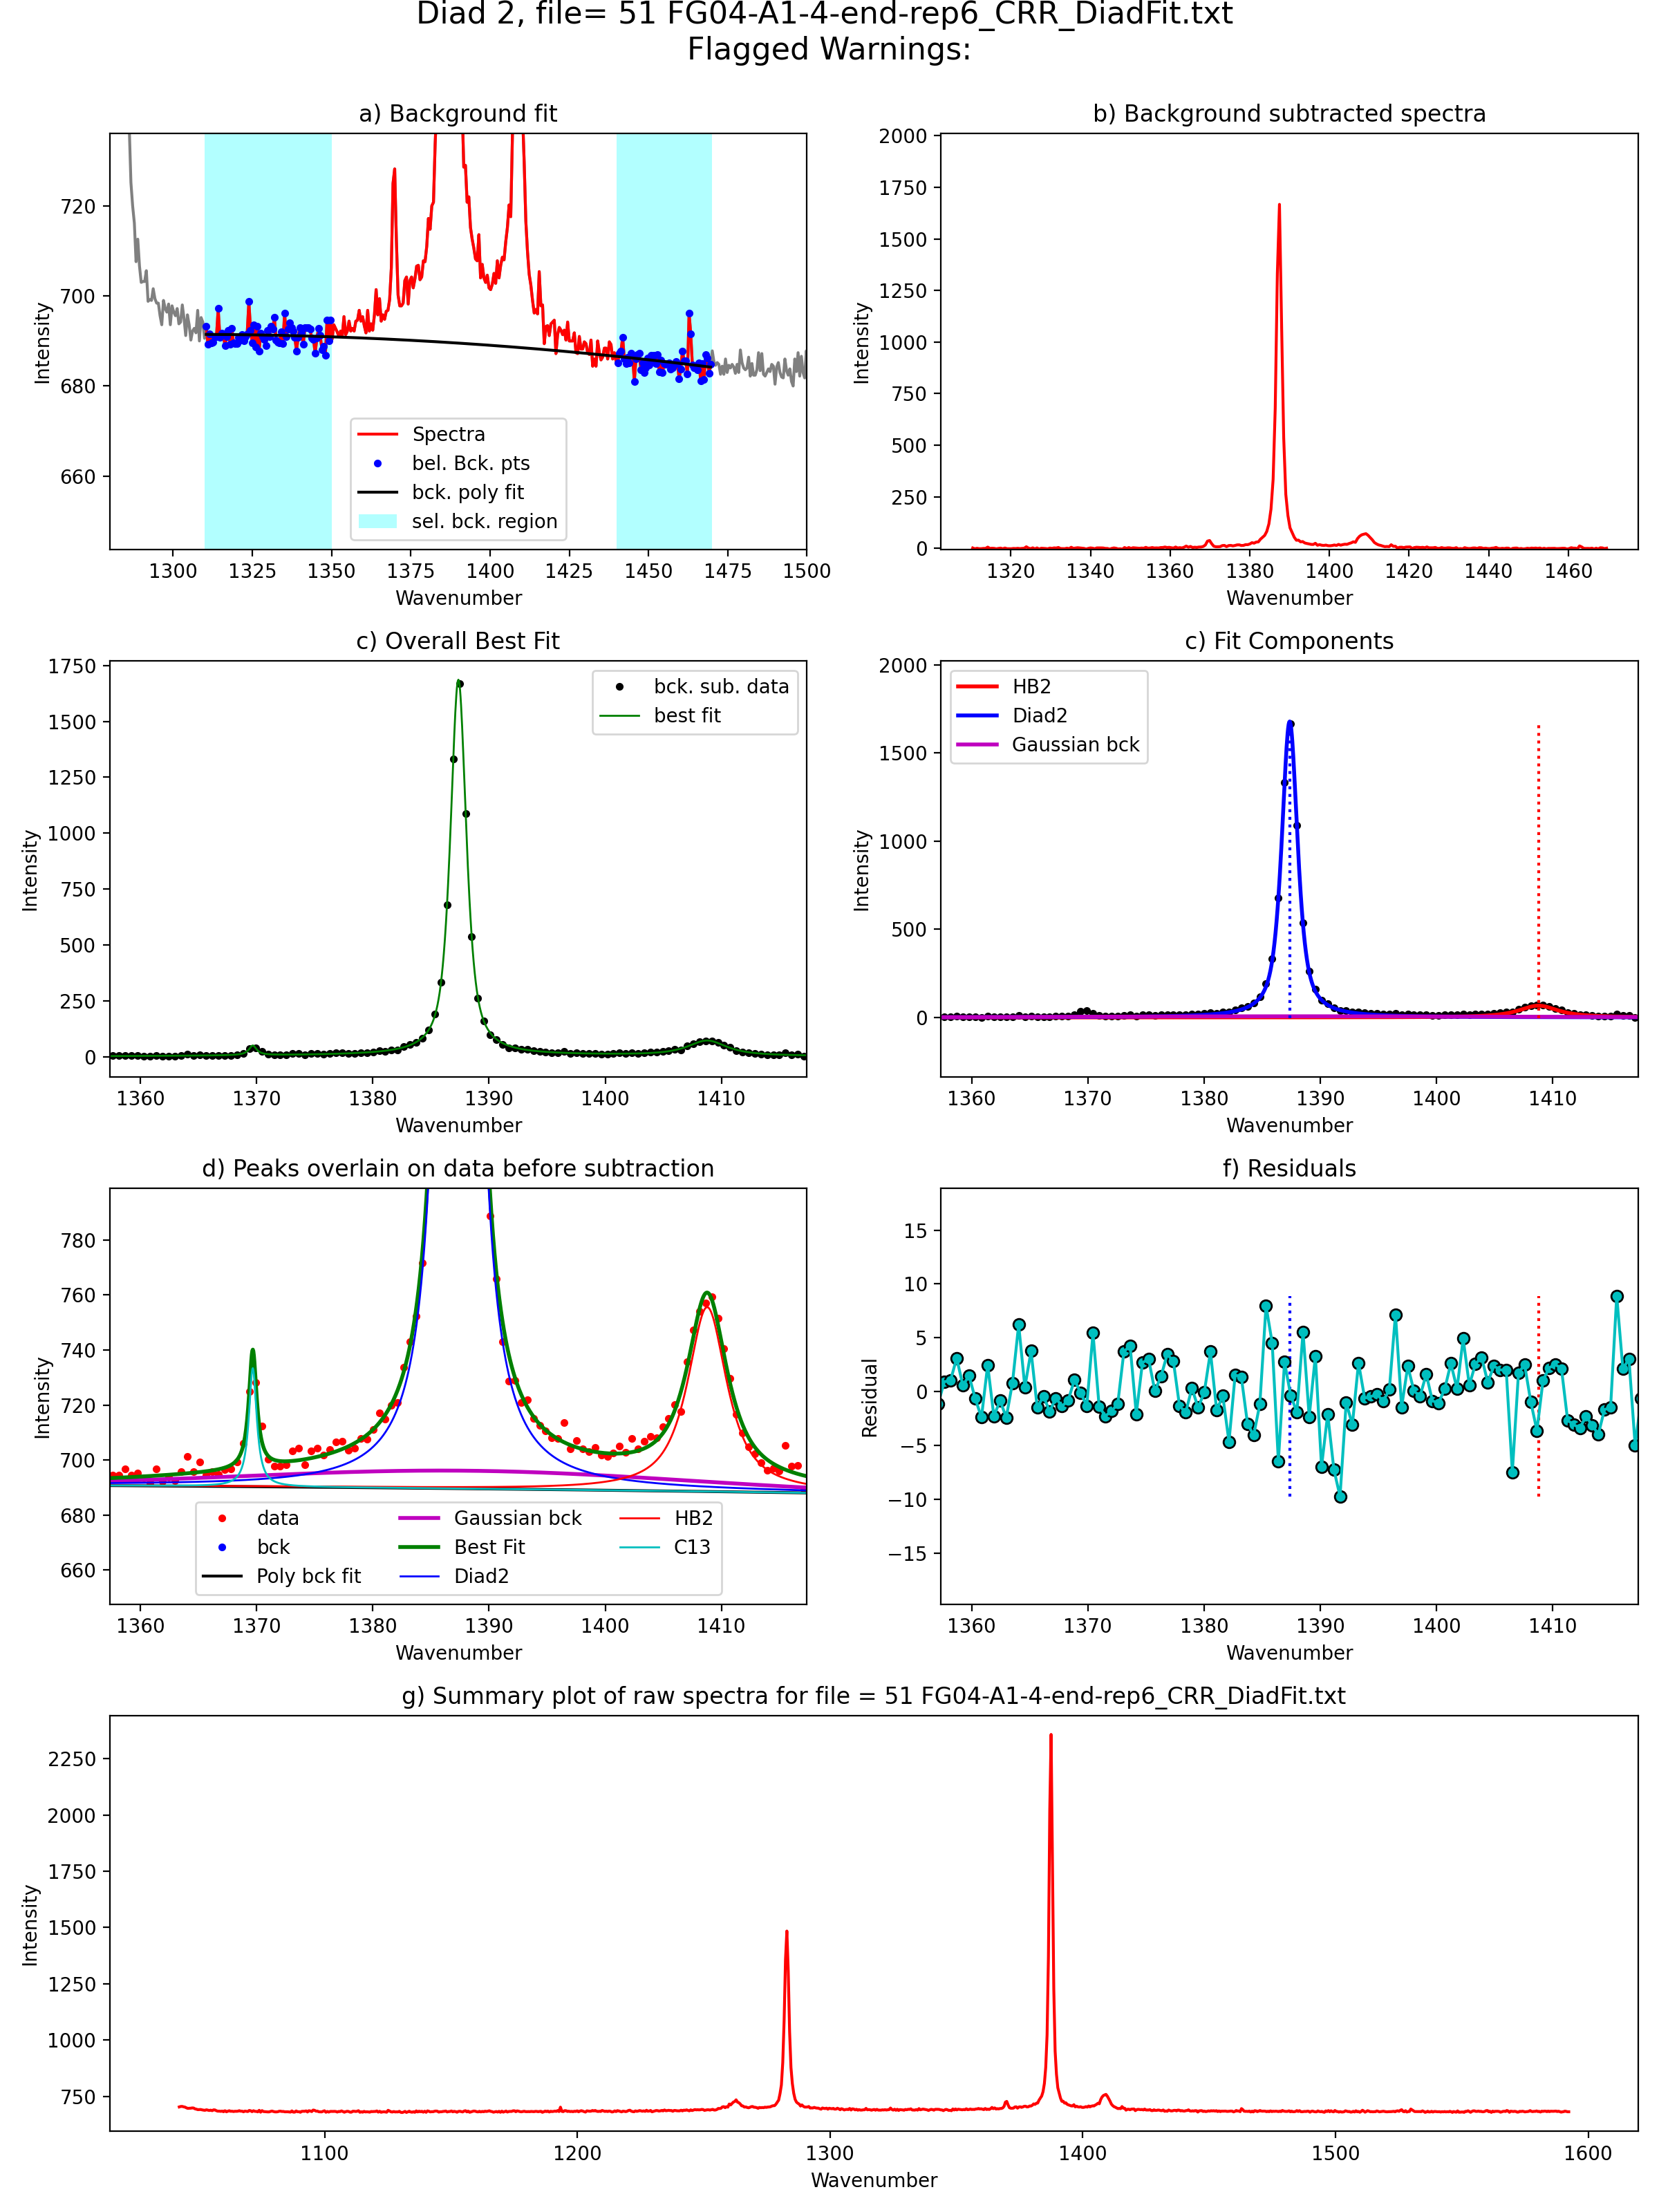 Diad 2, file= 51 FG04-A1-4-end-rep6_CRR_DiadFit.txt
Flagged Warnings:
a) Background fit
Intensity
720
700
680
660
Spectra
bel. Bck. pts
bck. poly fit
sel. bck. region
1300 1325 1350 1375 1400 1425 1450 1475 1500
Wavenumber
b) Background subtracted spectra
Intensity
2000
1750
1500
1250
1000
750
500
250
0
1320 1340 1360 1380 1400 1420 1440 1460
Wavenumber
c) Overall Best Fit
Intensity
1750
1500
1250
1000
750
500
250
0
bck. sub. data
best fit
1360 1370 1380 1390 1400 1410
Wavenumber
c) Fit Components
Intensity
2000
1500
1000
500
0
HB2
Diad2
Gaussian bck
1360 1370 1380 1390 1400 1410
Wavenumber
d) Peaks overlain on data before subtraction
Intensity
780
760
740
720
700
680
660
data
bck
Poly bck fit
Gaussian bck
Best Fit
Diad2
HB2
C13
1360 1370 1380 1390 1400 1410
Wavenumber
f) Residuals
Residual
15
10
5
0
−5
−10
−15
1360 1370 1380 1390 1400 1410
Wavenumber
g) Summary plot of raw spectra for file = 51 FG04-A1-4-end-rep6_CRR_DiadFit.txt
Intensity
2250
2000
1750
1500
1250
1000
750
1100 1200 1300 1400 1500 1600
Wavenumber